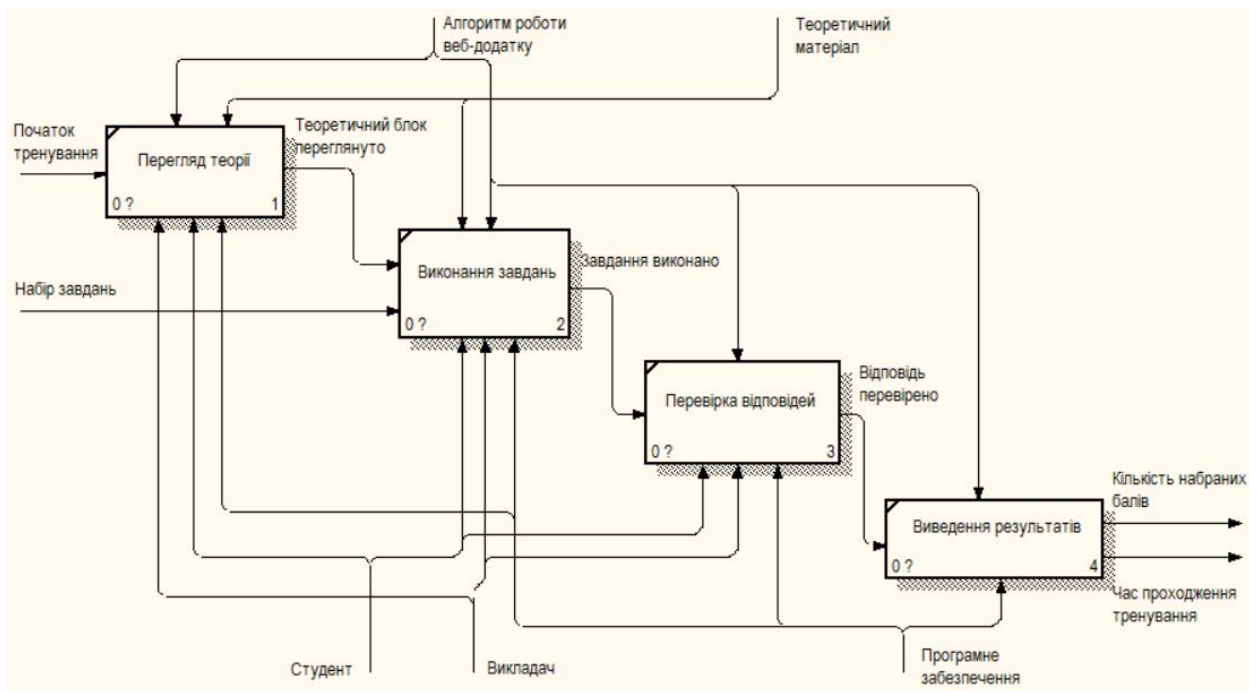 Алгоритм роботи
веб-додатку
Теоретичний
матеріал
Початок
тренування
Теоретичний блок
переглянуто
Перегляд теорії
0 ?
1
Набір завдань
Виконання завдань
0 ?
2
Завдання виконано
Перевірка відповідей
0 ?
3
Відповідь
перевірено
Виведення результатів
0 ?
4
Кількість набраних
балів
Час проходження
тренування
Студент
Викладач
Програмне
забезпечення